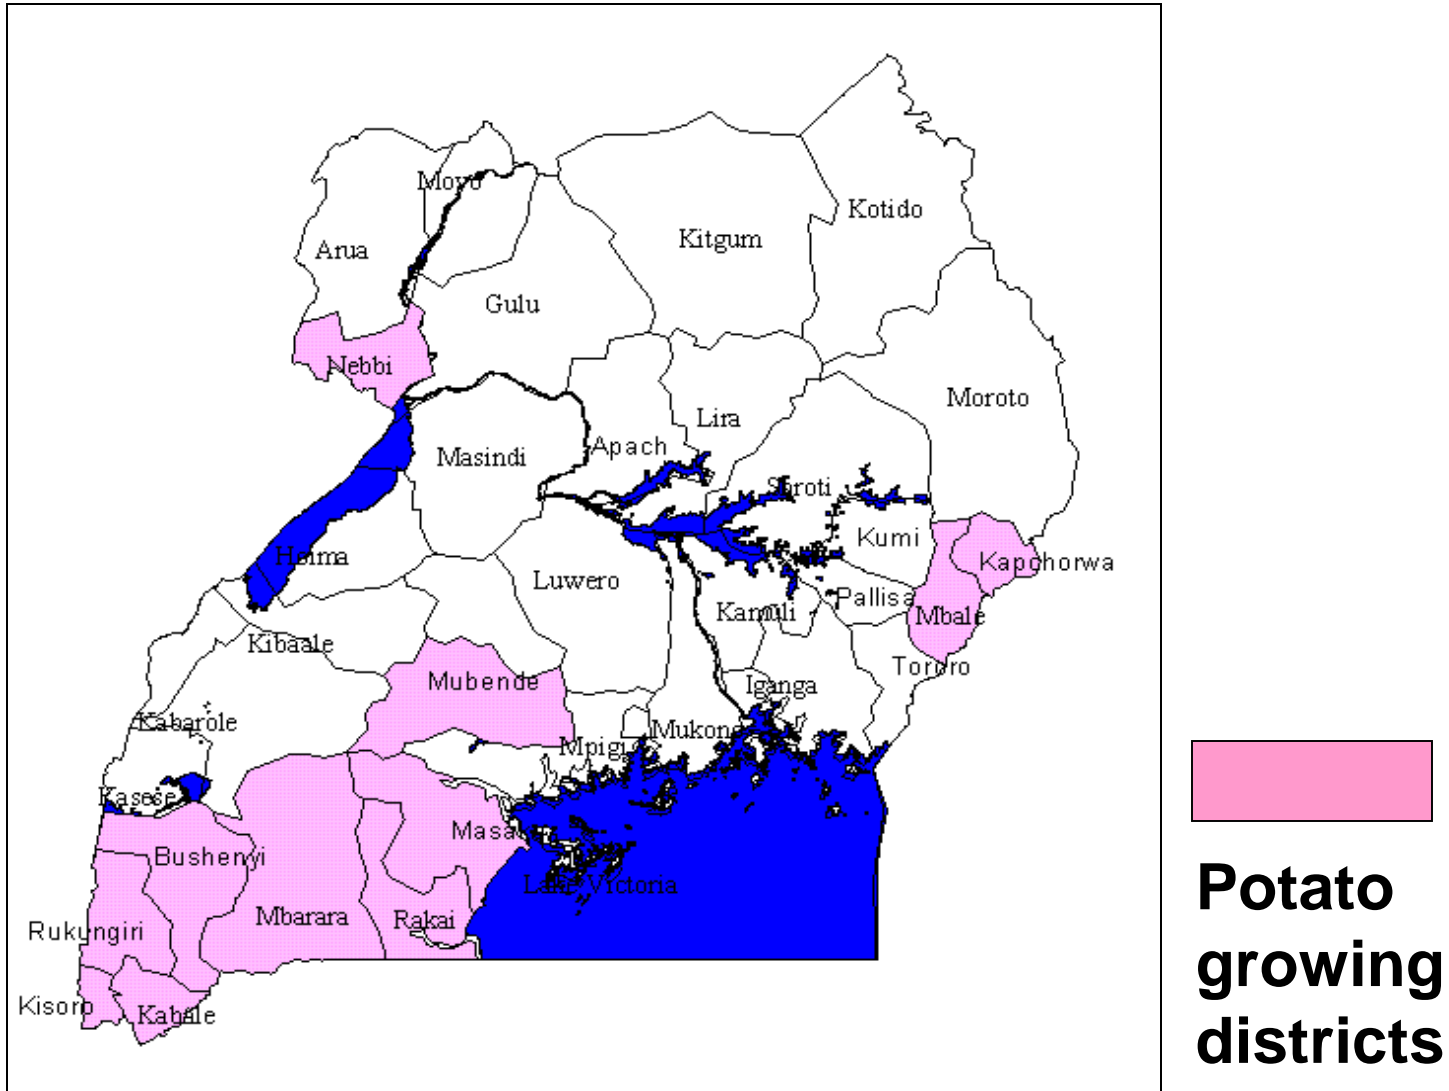 Moyo
Kotido
Kitgum
Arua
Gulu
Nebbi
Moroto
Lira
Apach
Masindi
Soroti
Kumi
Hoima
Kapchorwa
Luwero
Pallisa
Kamuli
Mbale
Kibaale
Tororo
Mubende
Iganga
Kabarole
Mukono
Mpigi
Kasese
Masaka
Bushenyi
Lake Victoria
Mbarara
Rakai
Rukungiri
Kisoro
Kabale
Potato
growing
districts